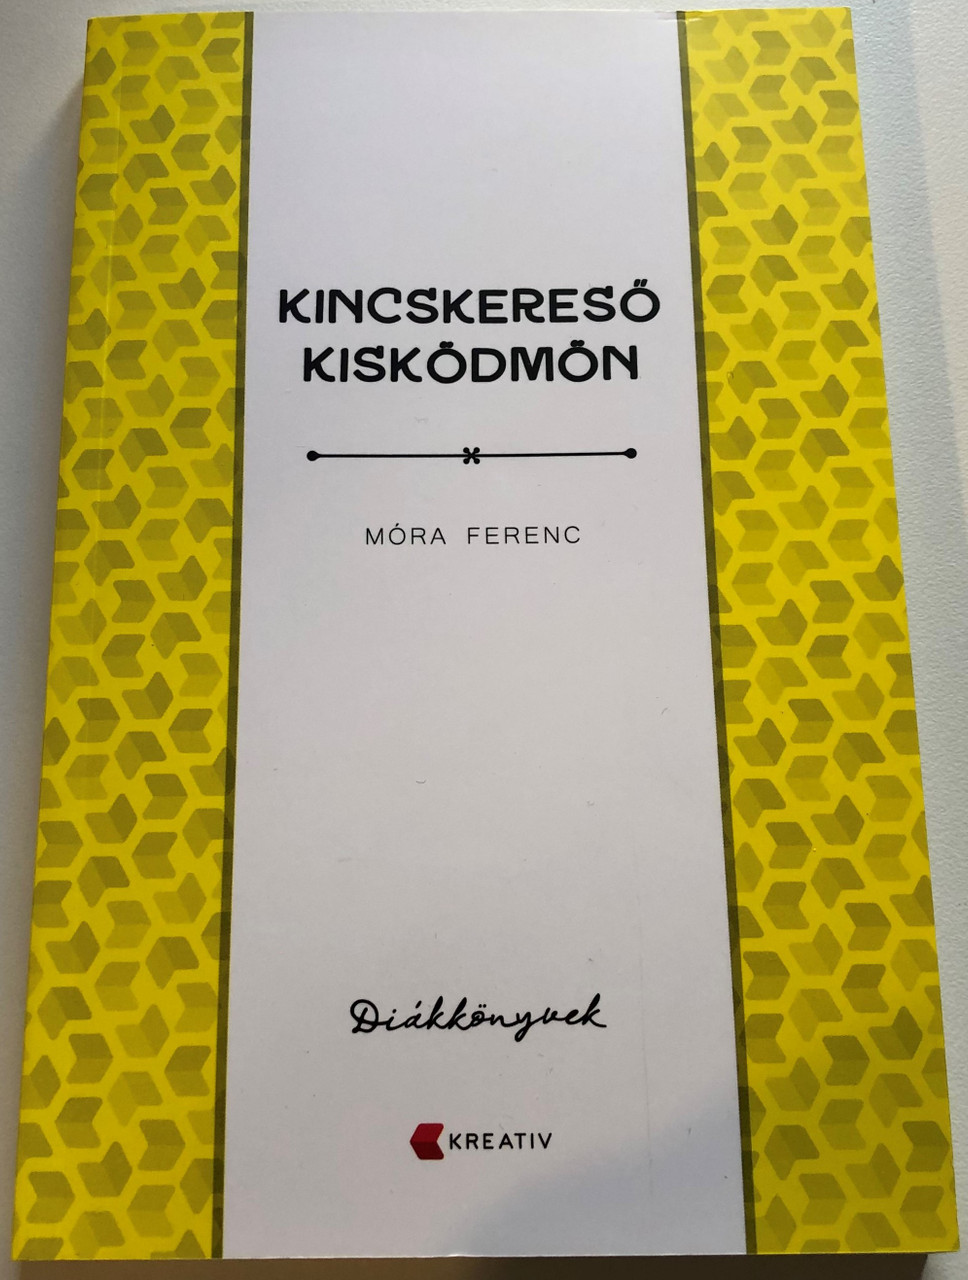 KINCSKERESŐ
KISKÖDMÖN
MÓRA FERENC
Diákkönyvek
KREATIV